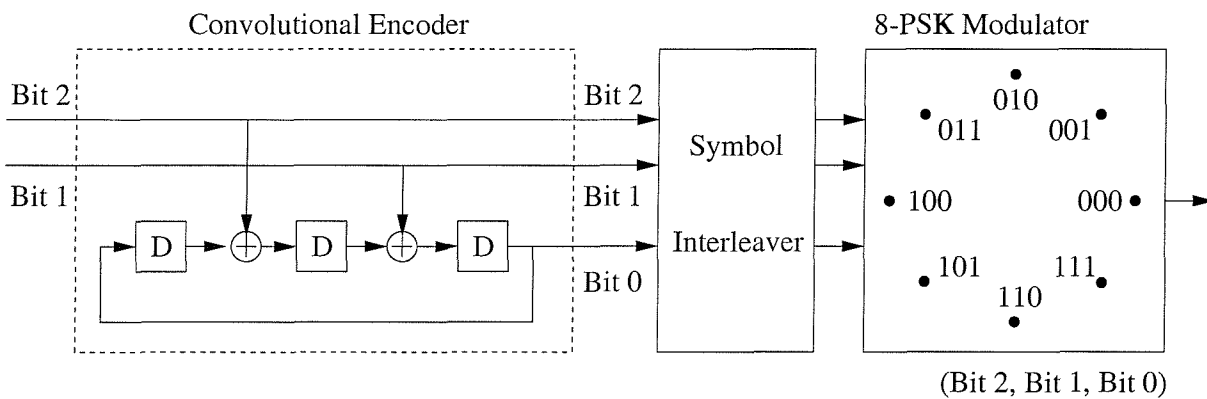 Convolutional Encoder
8-PSK Modulator
Bit 2
Bit 2
Bit 1
Bit 1
Bit 0
D
D
D
Symbol
Interleaver
010
011
001
100
000
101
111
110
(Bit 2, Bit 1, Bit 0)